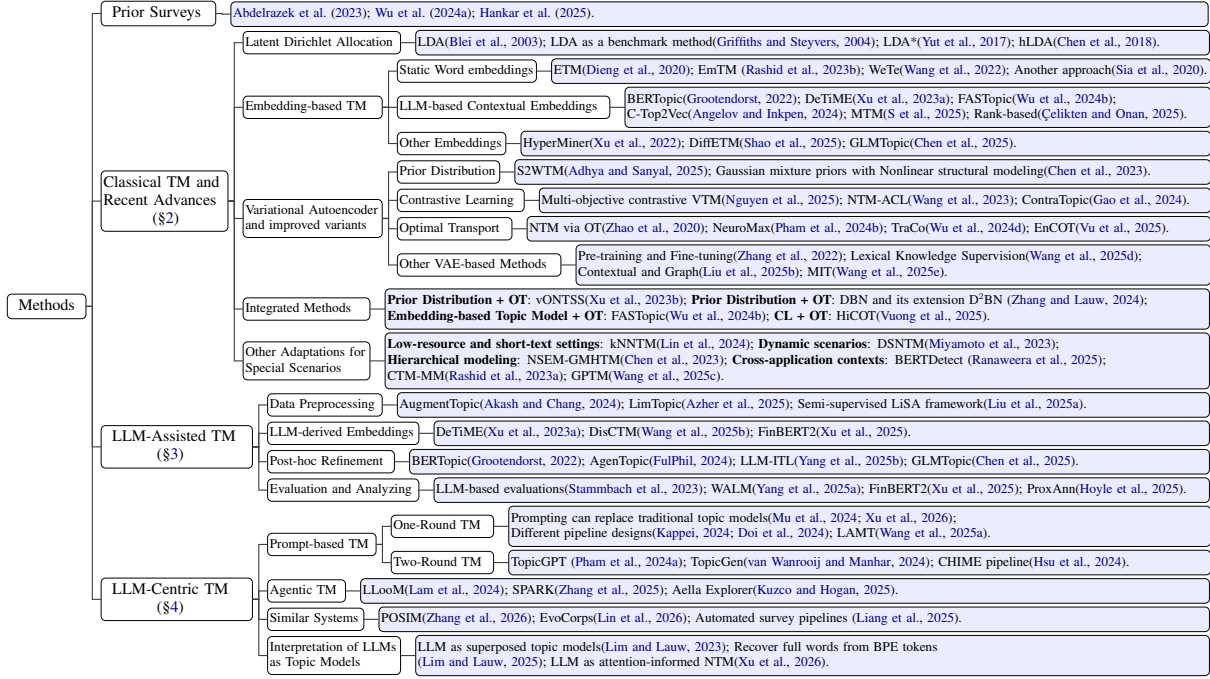 Prior Surveys
Abdelrazek et al. (2023); Wu et al. (2024a); Hankar et al. (2025).
Latent Dirichlet Allocation
LDA(Blei et al., 2003); LDA as a benchmark method(Griffiths and Steyvers, 2004); LDA*(Yut et al., 2017); hLDA(Chen et al., 2018).
Static Word embeddings
ETM(Dieng et al., 2020); EmTM (Rashid et al., 2023b); WeTe(Wang et al., 2022); Another approach(Sia et al., 2020).
Embedding-based TM
LLM-based Contextual Embeddings
BERTopic(Grootendorst, 2022); DeTiME(Xu et al., 2023a); FASTopic(Wu et al., 2024b);
C-Top2Vec(Angelov and Inkpen, 2024); MTM(S et al., 2025); Rank-based(Çelikten and Onan, 2025).
Other Embeddings
HyperMiner(Xu et al., 2022); DiffETM(Shao et al., 2025); GLMTopic(Chen et al., 2025).
Classical TM and
Recent Advances
(§2)
Prior Distribution
S2WTM(Adhya and Sanyal, 2025); Gaussian mixture priors with Nonlinear structural modeling(Chen et al., 2023).
Contrastive Learning
Multi-objective contrastive VTM(Nguyen et al., 2025); NTM-ACL(Wang et al., 2023); ContraTopic(Gao et al., 2024).
Variational Autoencoder
and improved variants
Optimal Transport
NTM via OT(Zhao et al., 2020); NeuroMax(Pham et al., 2024b); TraCo(Wu et al., 2024d); EnCOT(Vu et al., 2025).
Other VAE-based Methods
Pre-training and Fine-tuning(Zhang et al., 2022); Lexical Knowledge Supervision(Wang et al., 2025d);
Contextual and Graph(Liu et al., 2025b); MIT(Wang et al., 2025e).
Methods
Integrated Methods
Prior Distribution + OT: vONTSS(Xu et al., 2023b); Prior Distribution + OT: DBN and its extension D²BN (Zhang and Lauw, 2024);
Embedding-based Topic Model + OT: FASTopic(Wu et al., 2024b); CL + OT: HiCOT(Vuong et al., 2025).
Other Adaptations for
Special Scenarios
Low-resource and short-text settings: kNNTM(Lin et al., 2024); Dynamic scenarios: DSNTM(Miyamoto et al., 2023);
Hierarchical modeling: NSEM-GMHTM(Chen et al., 2023); Cross-application contexts: BERTDetect (Ranaweera et al., 2025);
CTM-MM(Rashid et al., 2023a); GPTM(Wang et al., 2025c).
Data Preprocessing
AugmentTopic(Akash and Chang, 2024); LimTopic(Azher et al., 2025); Semi-supervised LiSA framework(Liu et al., 2025a).
LLM-Assisted TM
(§3)
LLM-derived Embeddings
DeTiME(Xu et al., 2023a); DisCTM(Wang et al., 2025b); FinBERT2(Xu et al., 2025).
Post-hoc Refinement
BERTopic(Grootendorst, 2022); AgenTopic(FulPhil, 2024); LLM-ITL(Yang et al., 2025b); GLMTopic(Chen et al., 2025).
Evaluation and Analyzing
LLM-based evaluations(Stammbach et al., 2023); WALM(Yang et al., 2025a); FinBERT2(Xu et al., 2025); ProxAnn(Hoyle et al., 2025).
Prompt-based TM
One-Round TM
Prompting can replace traditional topic models(Mu et al., 2024; Xu et al., 2026);
Different pipeline designs(Kappei, 2024; Doi et al., 2024); LAMT(Wang et al., 2025a).
Two-Round TM
TopicGPT (Pham et al., 2024a); TopicGen(van Wanrooij and Manhar, 2024); CHIME pipeline(Hsu et al., 2024).
LLM-Centric TM
(§4)
Agentic TM
LLooM(Lam et al., 2024); SPARK(Zhang et al., 2025); Aella Explorer(Kuzco and Hogan, 2025).
Similar Systems
POSIM(Zhang et al., 2026); EvoCorps(Lin et al., 2026); Automated survey pipelines (Liang et al., 2025).
Interpretation of LLMs
as Topic Models
LLM as superposed topic models(Lim and Lauw, 2023); Recover full words from BPE tokens
(Lim and Lauw, 2025); LLM as attention-informed NTM(Xu et al., 2026).